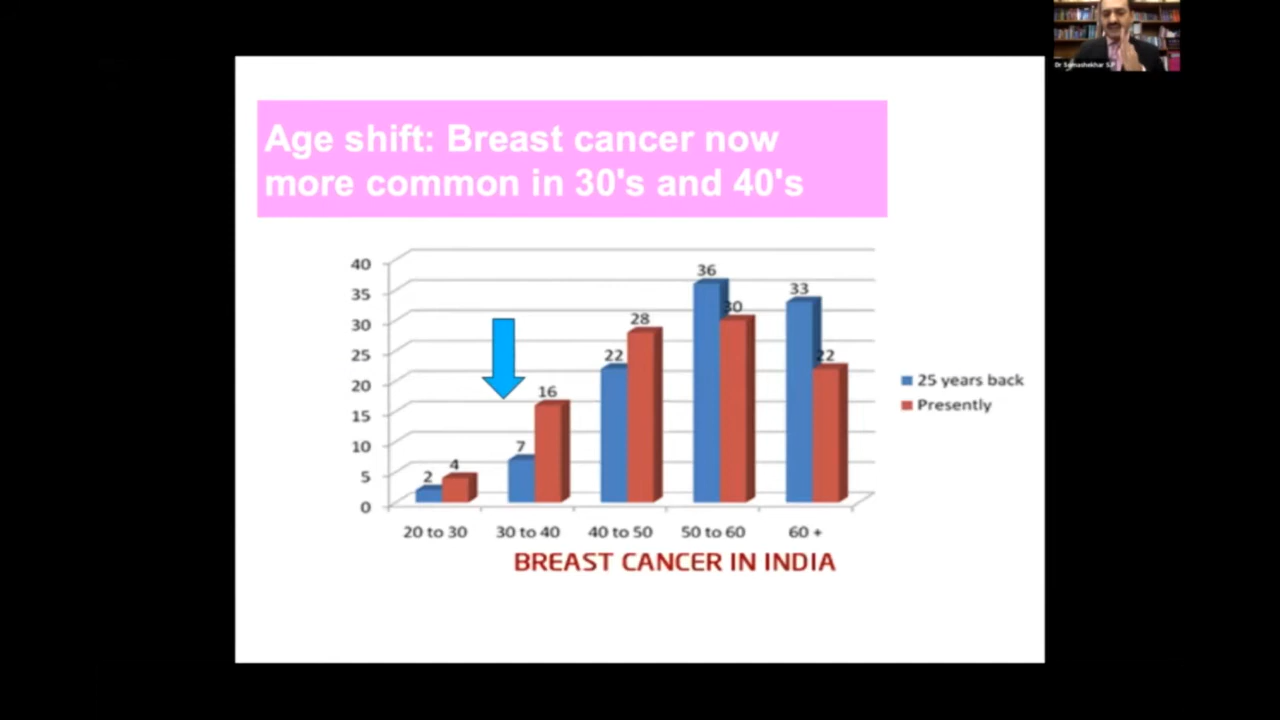 Age shift: Breast cancer now
more common in 30's and 40's
40
35
30
25
20
15
10
5
0
2
4
7
16
22
28
36
30
33
22
20 to 30
30 to 40
40 to 50
50 to 60
60 +
25 years back
Presently
BREAST CANCER IN INDIA
Dr Somashekhar S.P